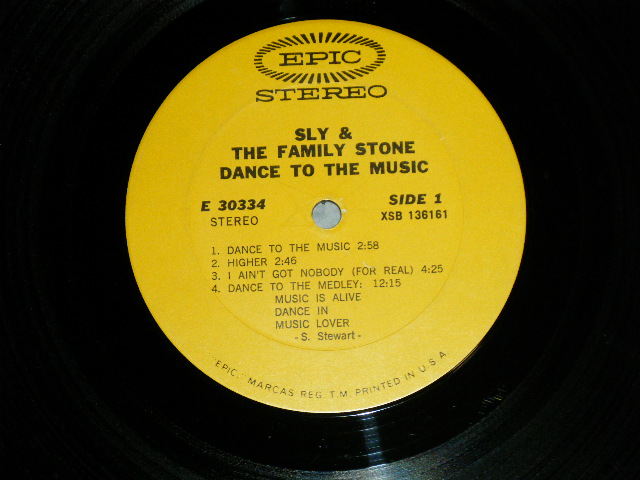 EPIC
STEREO
SLY &
THE FAMILY STONE
DANCE TO THE MUSIC
E 30334 SIDE 1
STEREO XSB 136161
1. DANCE TO THE MUSIC 2:58
2. HIGHER 2:46
3. I AIN'T GOT NOBODY (FOR REAL) 4:25
4. DANCE TO THE MEDLEY: 12:15
MUSIC IS ALIVE
DANCE IN
MUSIC LOVER
- S. Stewart -
"EPIC," MARCAS REG. T.M. PRINTED IN U.S.A.